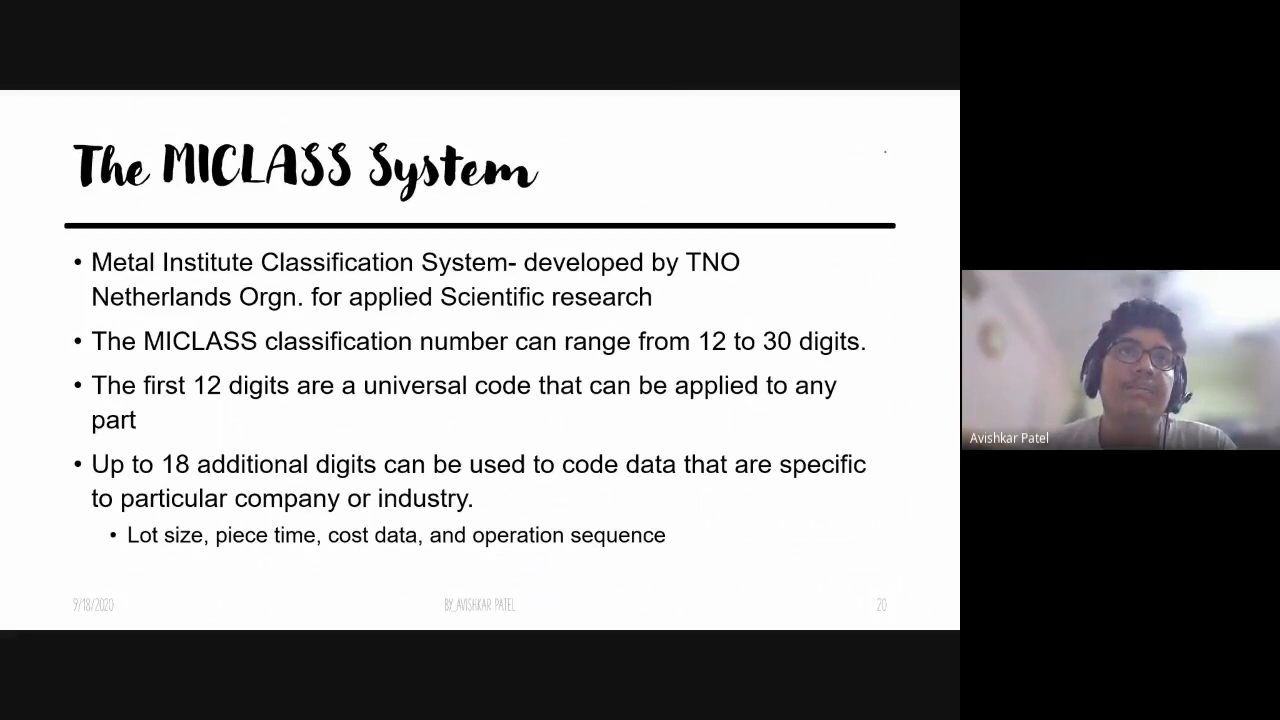 The MICLASS System
• Metal Institute Classification System- developed by TNO
Netherlands Orgn. for applied Scientific research
• The MICLASS classification number can range from 12 to 30 digits.
• The first 12 digits are a universal code that can be applied to any
part
• Up to 18 additional digits can be used to code data that are specific
to particular company or industry.
• Lot size, piece time, cost data, and operation sequence
9/18/2020
BY AVISHKAR PATEL
20
Avishkar Patel